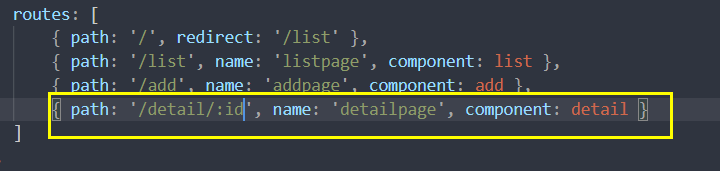 routes: [
{ path: '/', redirect: '/list' },
{ path: '/list', name: 'listpage', component: list },
{ path: '/add', name: 'addpage', component: add },
{ path: '/detail/:id', name: 'detailpage', component: detail }
]